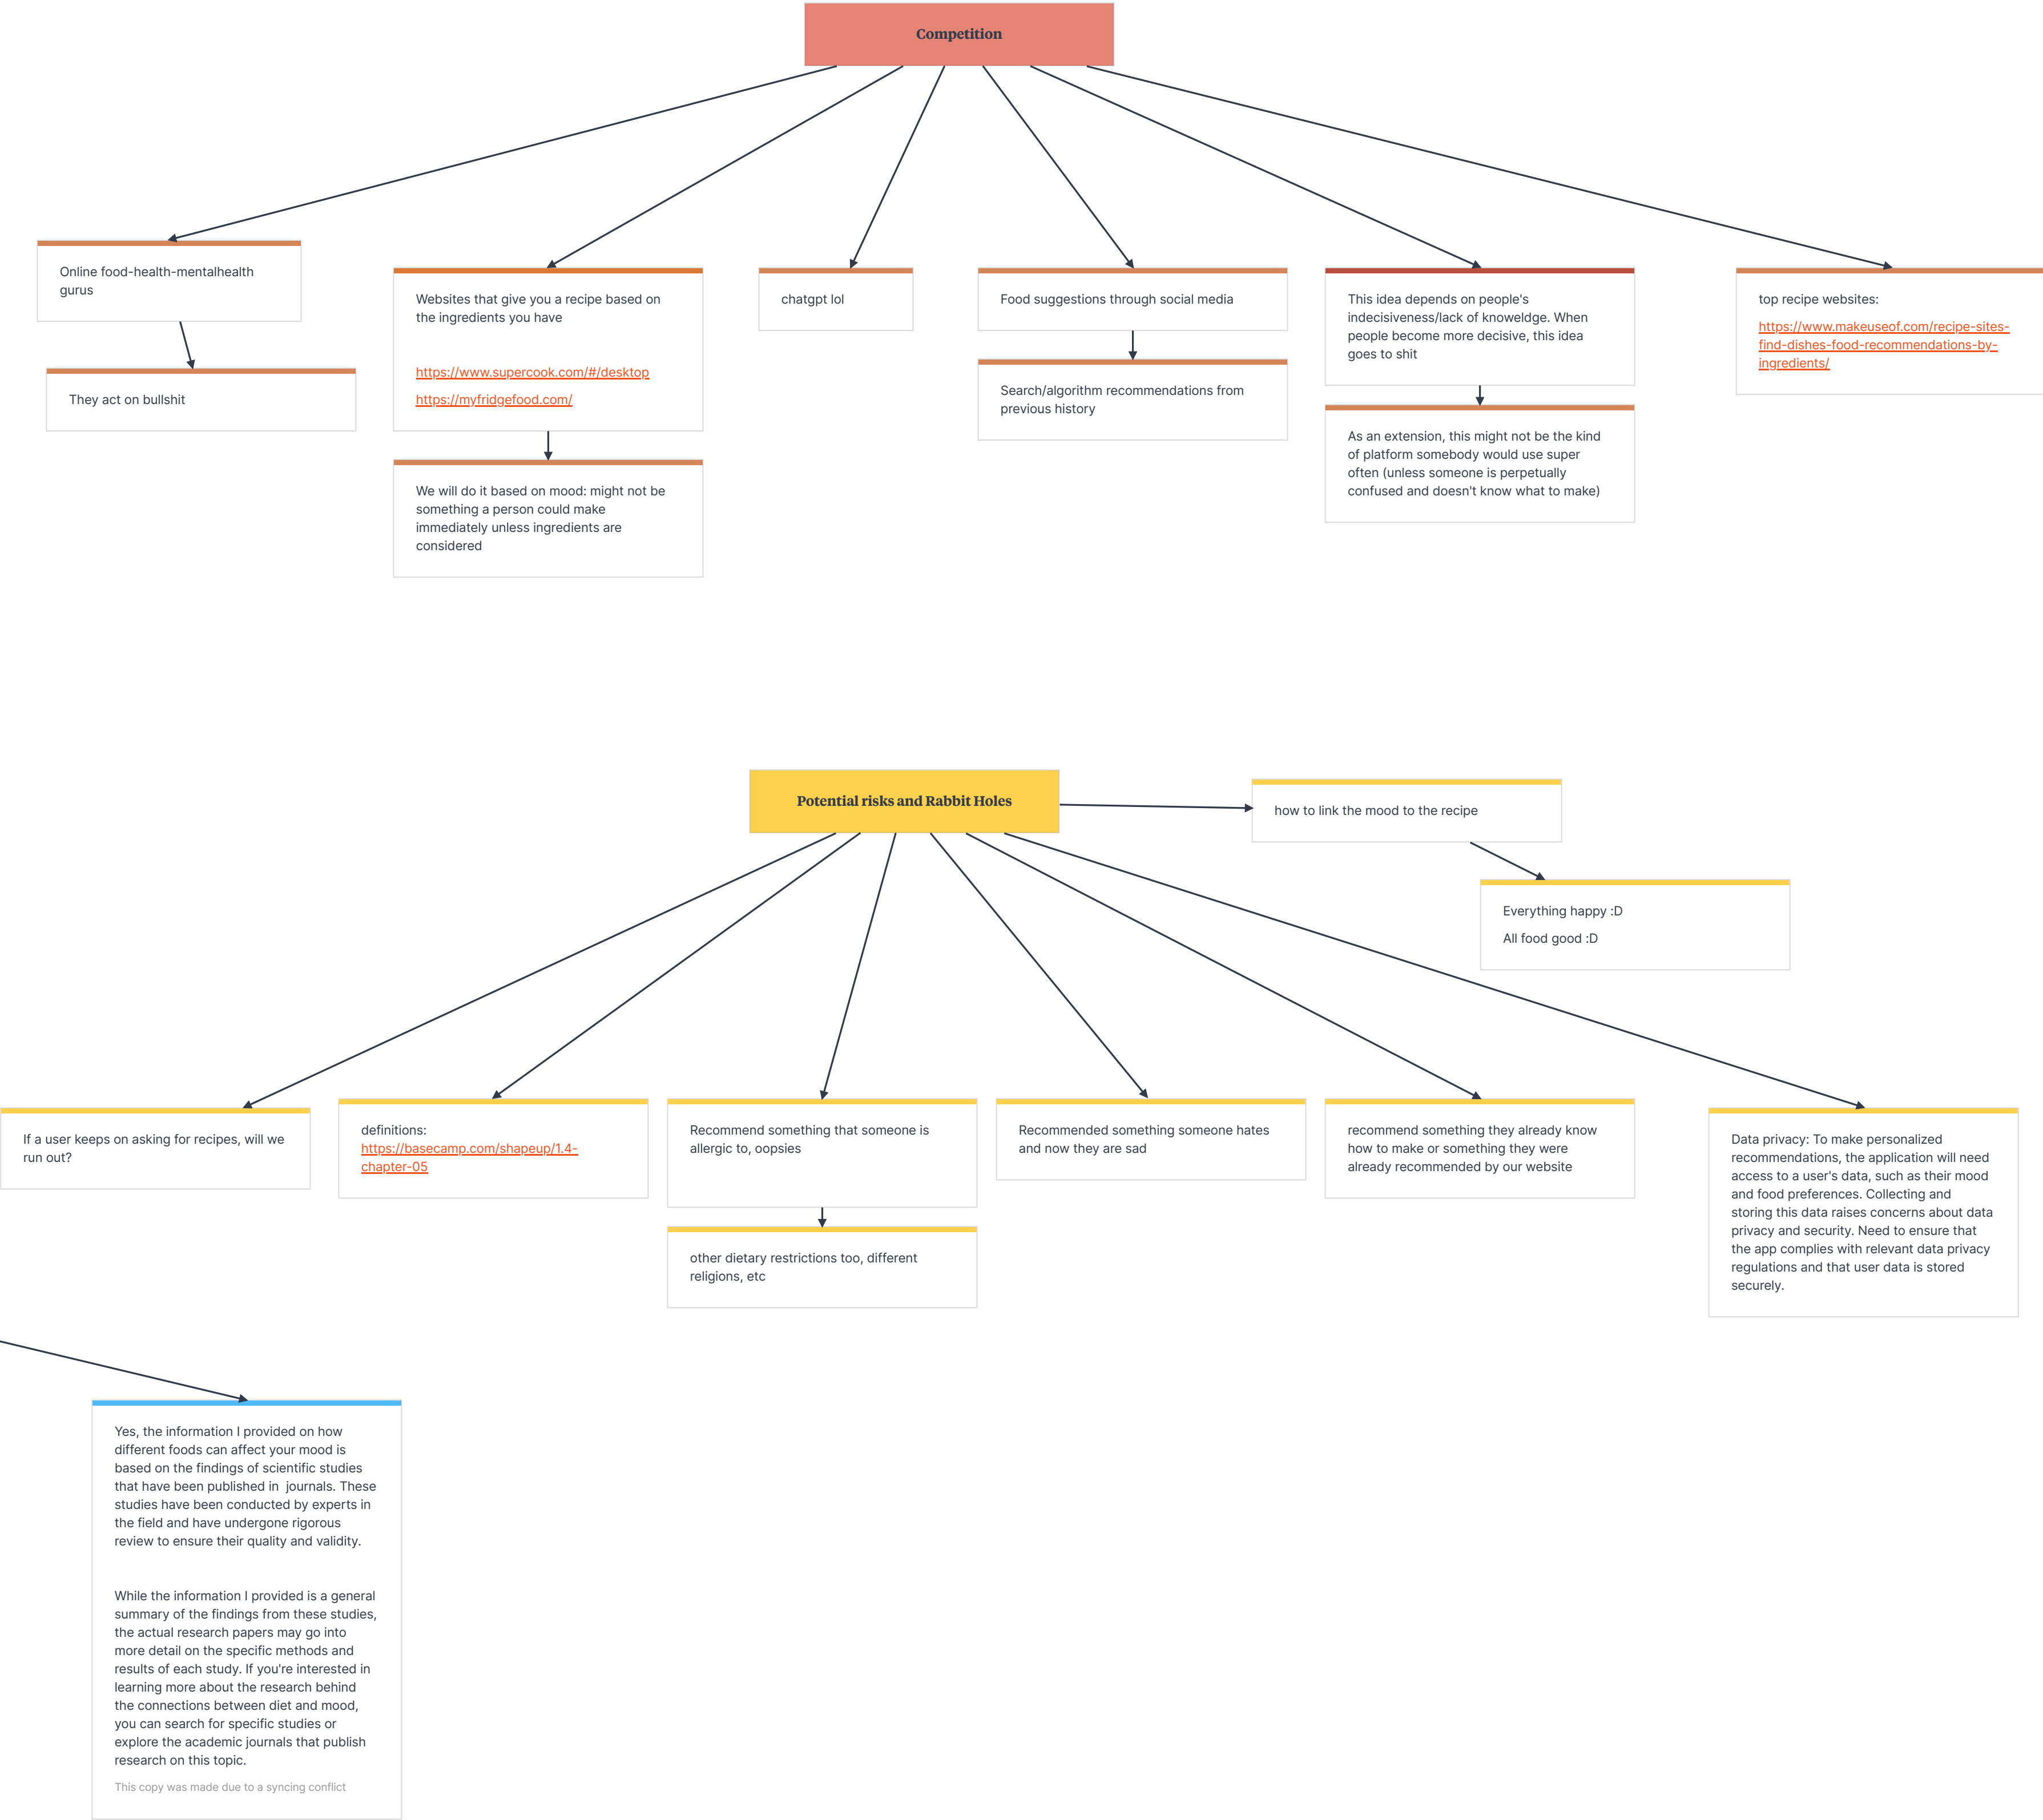 Competition
Online food-health-mentalhealth
gurus
They act on bullshit
Websites that give you a recipe based on
the ingredients you have
https://www.supercook.com/#/desktop
https://myfridgefood.com/
We will do it based on mood: might not be
something a person could make
immediately unless ingredients are
considered
chatgpt lol
Food suggestions through social media
Search/algorithm recommendations from
previous history
This idea depends on people's
indecisiveness/lack of knoweldge. When
people become more decisive, this idea
goes to shit
As an extension, this might not be the kind
of platform somebody would use super
often (unless someone is perpetually
confused and doesn't know what to make)
top recipe websites:
https://www.makeuseof.com/recipe-sites-
find-dishes-food-recommendations-by-
ingredients/
Potential risks and Rabbit Holes
how to link the mood to the recipe
Everything happy :D
All food good :D
If a user keeps on asking for recipes, will we
run out?
definitions:
https://basecamp.com/shapeup/1.4-
chapter-05
Recommend something that someone is
allergic to, oopsies
other dietary restrictions too, different
religions, etc
Recommended something someone hates
and now they are sad
recommend something they already know
how to make or something they were
already recommended by our website
Data privacy: To make personalized
recommendations, the application will need
access to a user's data, such as their mood
and food preferences. Collecting and
storing this data raises concerns about data
privacy and security. Need to ensure that
the app complies with relevant data privacy
regulations and that user data is stored
securely.
Yes, the information I provided on how
different foods can affect your mood is
based on the findings of scientific studies
that have been published in  journals. These
studies have been conducted by experts in
the field and have undergone rigorous
review to ensure their quality and validity.
While the information I provided is a general
summary of the findings from these studies,
the actual research papers may go into
more detail on the specific methods and
results of each study. If you're interested in
learning more about the research behind
the connections between diet and mood,
you can search for specific studies or
explore the academic journals that publish
research on this topic.
This copy was made due to a syncing conflict